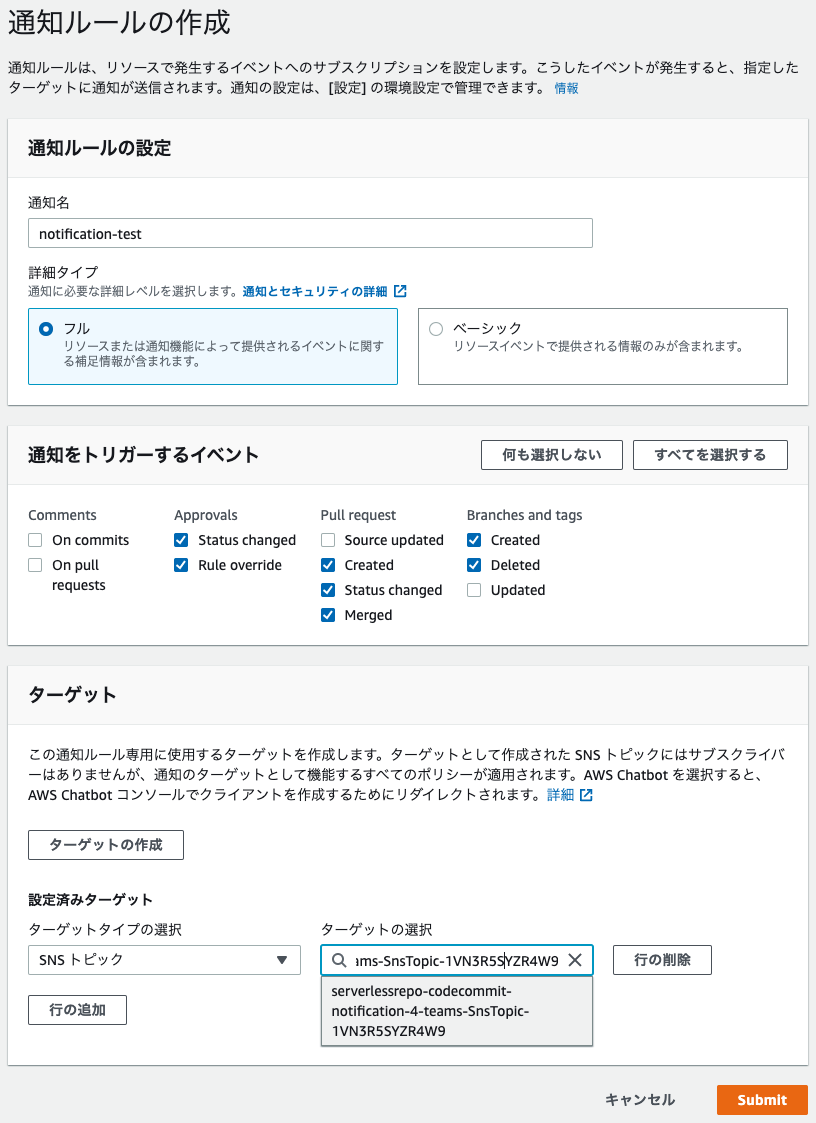 通知ルールの作成
通知ルールは、リソースで発生するイベントへのサブスクリプションを設定します。こうしたイベントが発生すると、指定した
ターゲットに通知が送信されます。通知の設定は、[設定] の環境設定で管理できます。 情報
通知ルールの設定
通知名
notification-test
詳細タイプ
通知に必要な詳細レベルを選択します。通知とセキュリティの詳細
フル
リソースまたは通知機能によって提供されるイベントに関す
る補足情報が含まれます。
ベーシック
リソースイベントで提供される情報のみが含まれます。
通知をトリガーするイベント
何も選択しない
すべてを選択する
Comments
On commits
On pull
requests
Approvals
Status changed
Rule override
Pull request
Source updated
Created
Status changed
Merged
Branches and tags
Created
Deleted
Updated
ターゲット
この通知ルール専用に使用するターゲットを作成します。ターゲットとして作成された SNS トピックにはサブスクライバ
ーはありませんが、通知のターゲットとして機能するすべてのポリシーが適用されます。AWS Chatbot を選択すると、
AWS Chatbot コンソールでクライアントを作成するためにリダイレクトされます。詳細
ターゲットの作成
設定済みターゲット
ターゲットタイプの選択
SNS トピック
ターゲットの選択
ams-SnsTopic-1VN3R5SYZR4W9
行の削除
serverlessrepo-codecommit-
notification-4-teams-SnsTopic-
1VN3R5SYZR4W9
行の追加
キャンセル
Submit